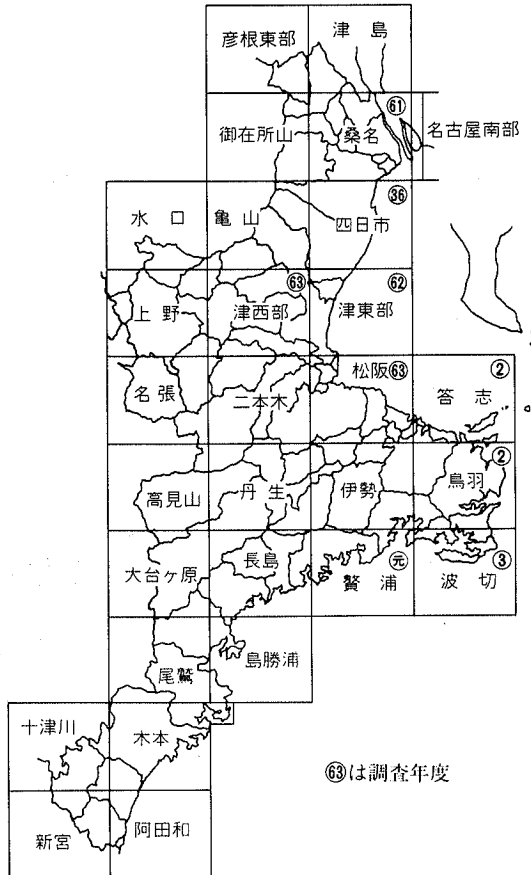 彦根東部
津島
御在所山
桑名
61
名古屋南部
水口
亀山
四日市
36
上野
津西部
63
津東部
62
名張
二本木
松阪63
答志
②
高見山
丹生
伊勢
鳥羽
②
大台ヶ原
長島
贄浦
元
波切
③
尾鷲
島勝浦
十津川
木本
新宮
阿田和
63は調査年度